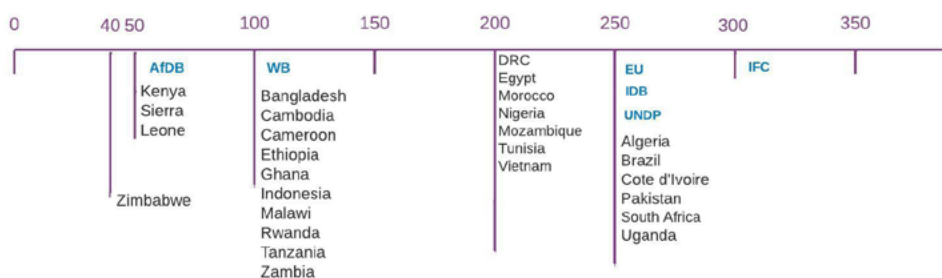 0 40 50 100 150 200 250 300 350
AfDB
Kenya
Sierra
Leone
Zimbabwe
WB
Bangladesh
Cambodia
Cameroon
Ethiopia
Ghana
Indonesia
Malawi
Rwanda
Tanzania
Zambia
DRC
Egypt
Morocco
Nigeria
Mozambique
Tunisia
Vietnam
EU
IDB
UNDP
Algeria
Brazil
Cote d'Ivoire
Pakistan
South Africa
Uganda
IFC